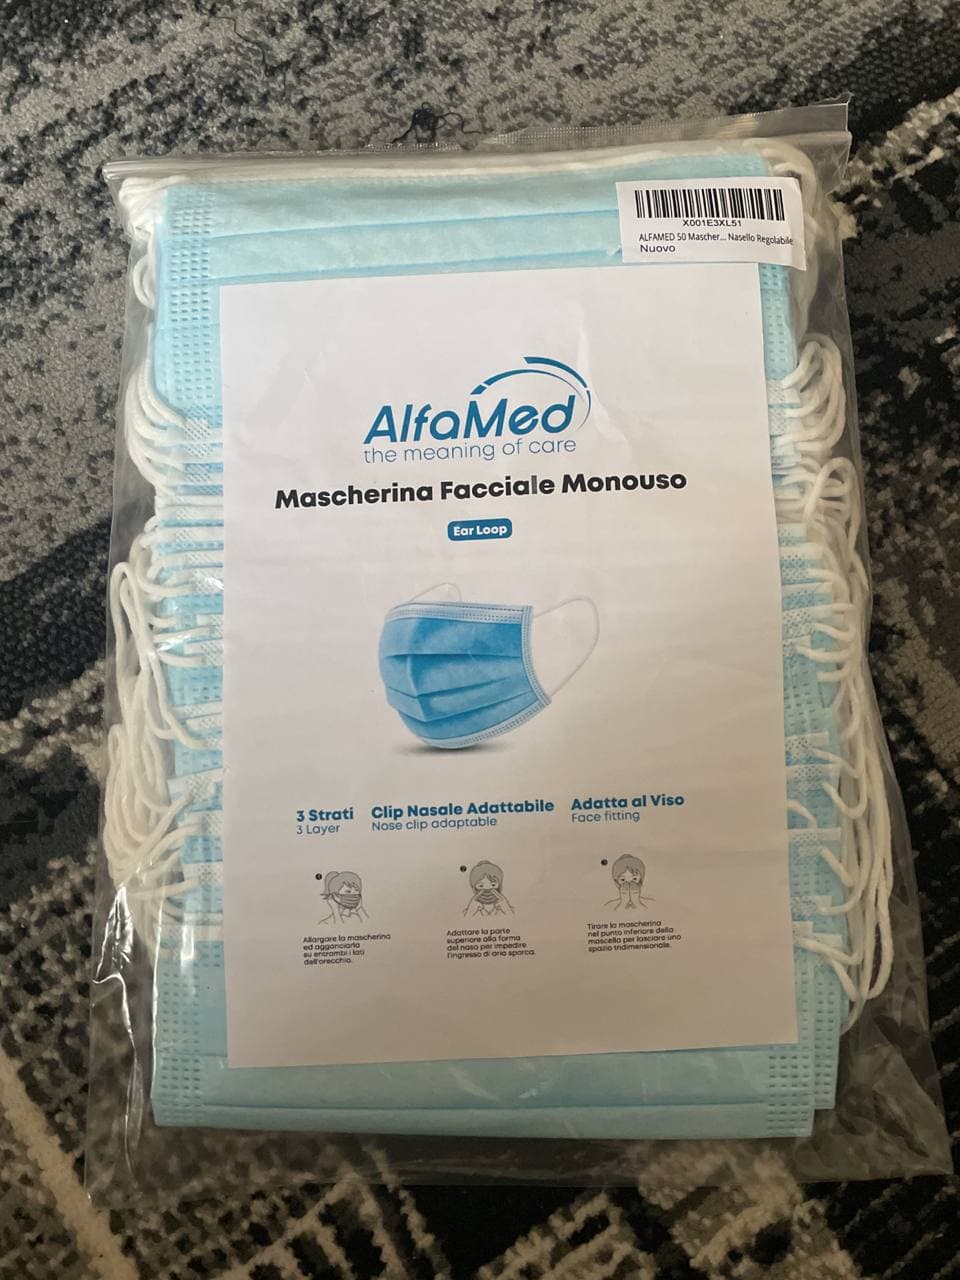 X001E3XL51
ALFAMED 50 Mascher... Nasello Regolabile
Nuovo
AlfaMed
the meaning of care
Mascherina Facciale Monouso
Ear Loop
3 Strati
3 Layer
Clip Nasale Adattabile
Nose clip adaptable
Adatta al Viso
Face fitting
1
Allargare la mascherina
ed agganciarla
su entrambi i lati
dell'orecchio.
2
Adattare la parte
superiore alla forma
del naso per impedire
l'ingresso di aria sporca.
3
Tirare la mascherina
nel punto inferiore della
mascella per lasciare uno
spazio tridimensionale.